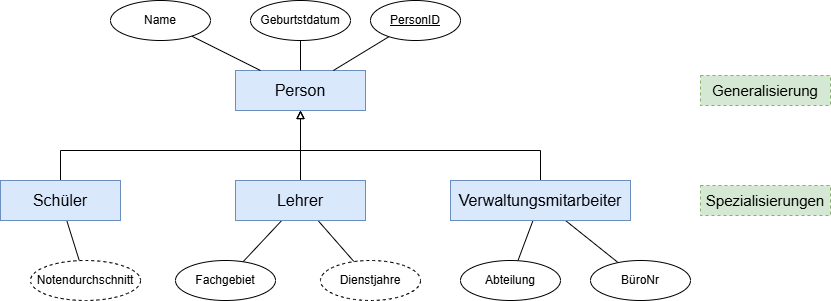 Name
Geburtstdatum
PersonID
Person
Generalisierung
Schüler
Lehrer
Verwaltungsmitarbeiter
Spezialisierungen
Notendurchschnitt
Fachgebiet
Dienstjahre
Abteilung
BüroNr